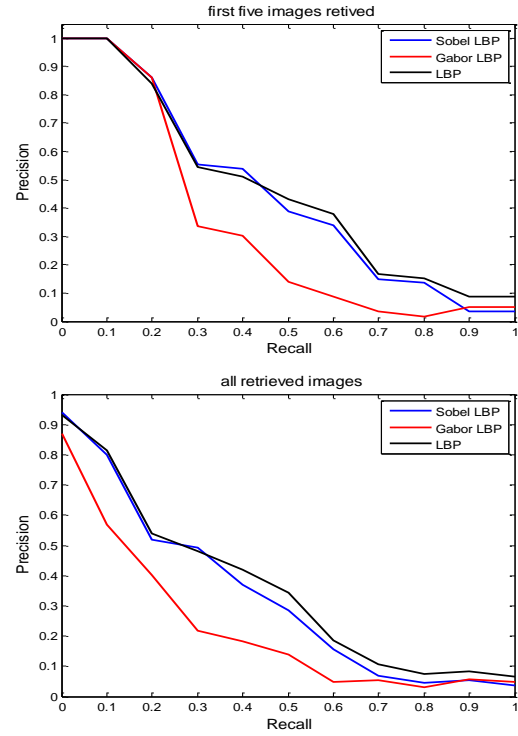 first five images retived
1
0.9
0.8
0.7
0.6
0.5
0.4
0.3
0.2
0.1
0
Precision
Sobel LBP
Gabor LBP
LBP
0 0.1 0.2 0.3 0.4 0.5 0.6 0.7 0.8 0.9 1
Recall
all retrieved images
1
0.9
0.8
0.7
0.6
0.5
0.4
0.3
0.2
0.1
0
Precision
Sobel LBP
Gabor LBP
LBP
0 0.1 0.2 0.3 0.4 0.5 0.6 0.7 0.8 0.9 1
Recall